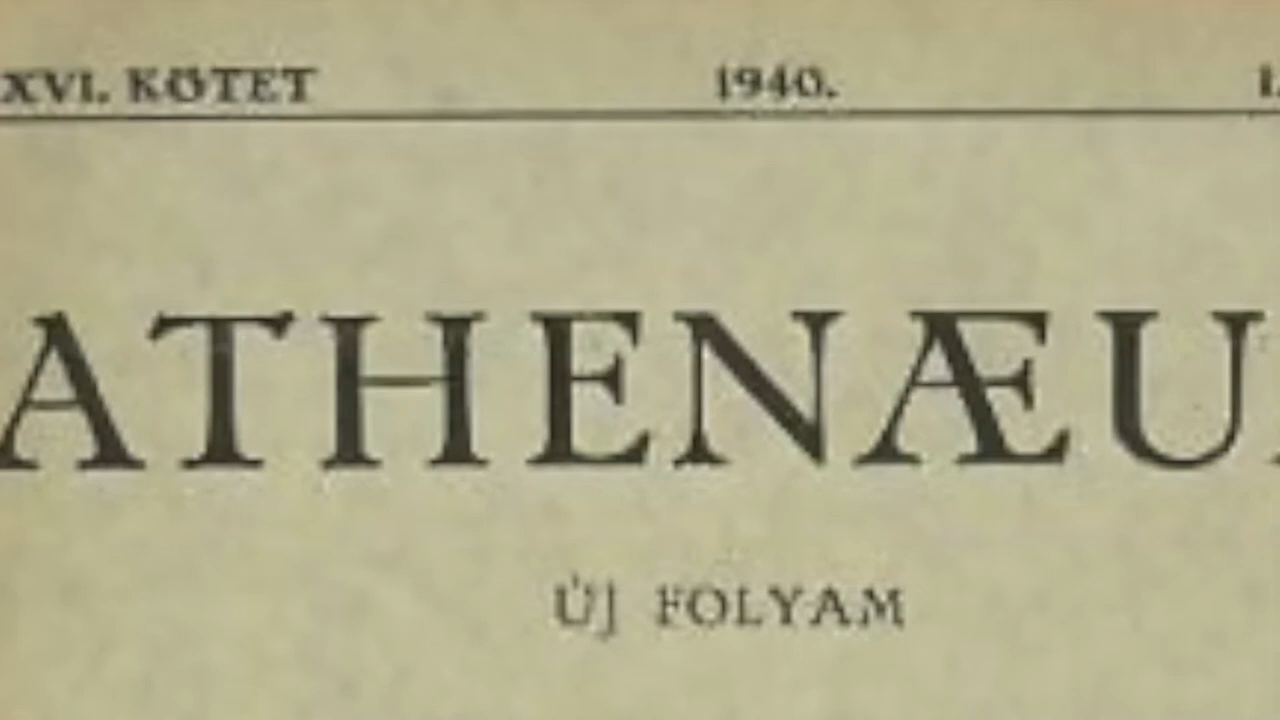 XVI. KÖTET 1940. I.
ATHENÆU
ÚJ FOLYAM